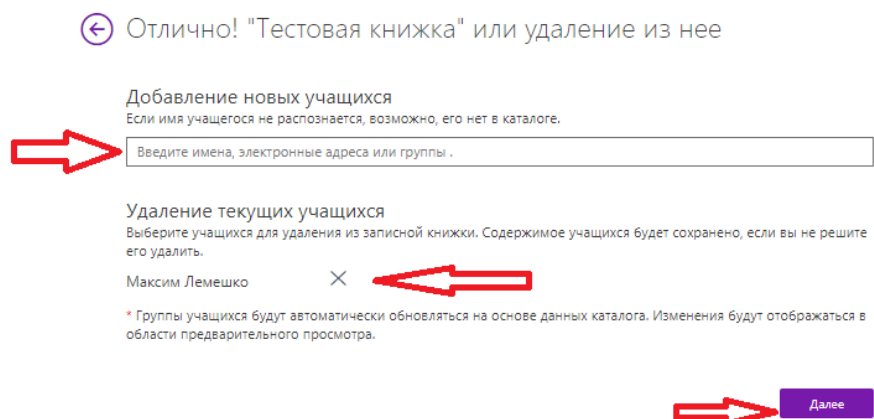 Отлично! "Тестовая книжка" или удаление из нее
Добавление новых учащихся
Если имя учащегося не распознается, возможно, его нет в каталоге.
Введите имена, электронные адреса или группы .
Удаление текущих учащихся
Выберите учащихся для удаления из записной книжки. Содержимое учащихся будет сохранено, если вы не решите
его удалить.
Максим Лемешко
* Группы учащихся будут автоматически обновляться на основе данных каталога. Изменения будут отображаться в
области предварительного просмотра.
Далее